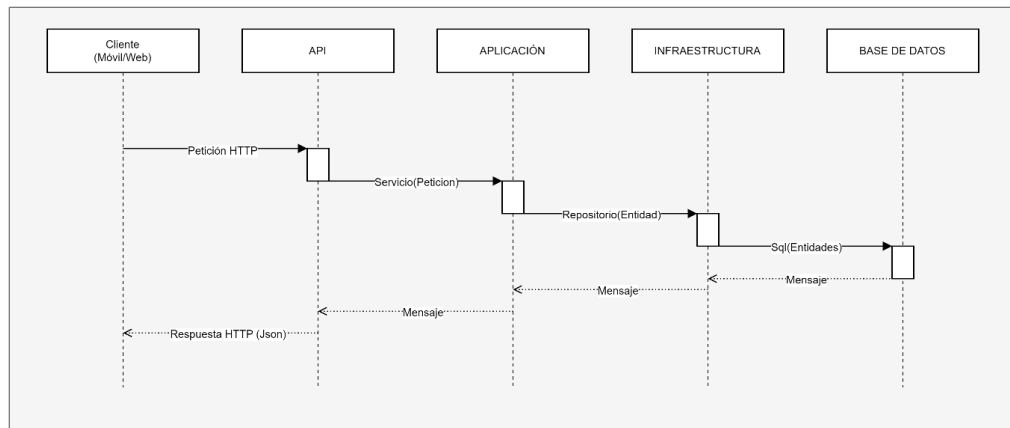 Cliente
(Móvil/Web)
API
APLICACIÓN
INFRAESTRUCTURA
BASE DE DATOS
Petición HTTP
Servicio(Peticion)
Repositorio(Entidad)
Sql(Entidades)
Mensaje
Mensaje
Mensaje
Respuesta HTTP (Json)